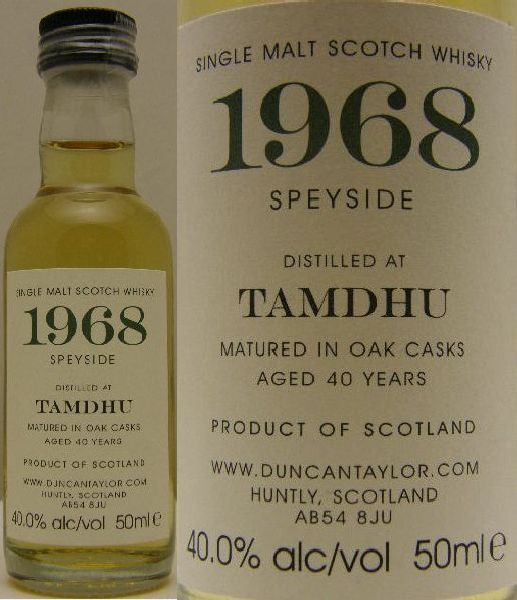 SINGLE MALT SCOTCH WHISKY
1968
SPEYSIDE
DISTILLED AT
TAMDHU
MATURED IN OAK CASKS
AGED 40 YEARS
PRODUCT OF SCOTLAND
WWW.DUNCANTAYLOR.COM
HUNTLY, SCOTLAND
AB54 8JU
40.0% alc/vol 50ml e
SINGLE MALT SCOTCH WHISKY
1968
SPEYSIDE
DISTILLED AT
TAMDHU
MATURED IN OAK CASKS
AGED 40 YEARS
PRODUCT OF SCOTLAND
WWW.DUNCANTAYLOR.COM
HUNTLY, SCOTLAND
AB54 8JU
40.0% alc/vol 50ml e